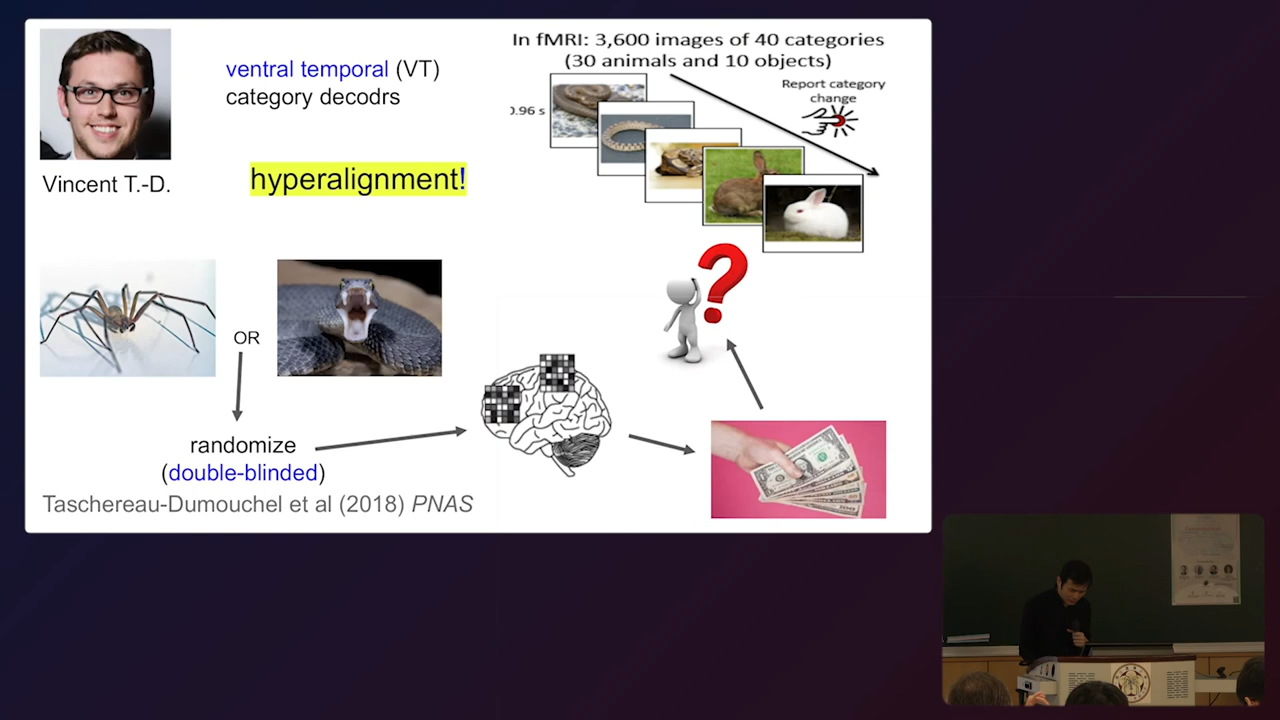 ventral temporal (VT)
category decodrs
hyperalignment!
Vincent T.-D.
In fMRI: 3,600 images of 40 categories
(30 animals and 10 objects)
Report category
change
0.96 s
OR
randomize
(double-blinded)
Taschereau-Dumouchel et al (2018) PNAS